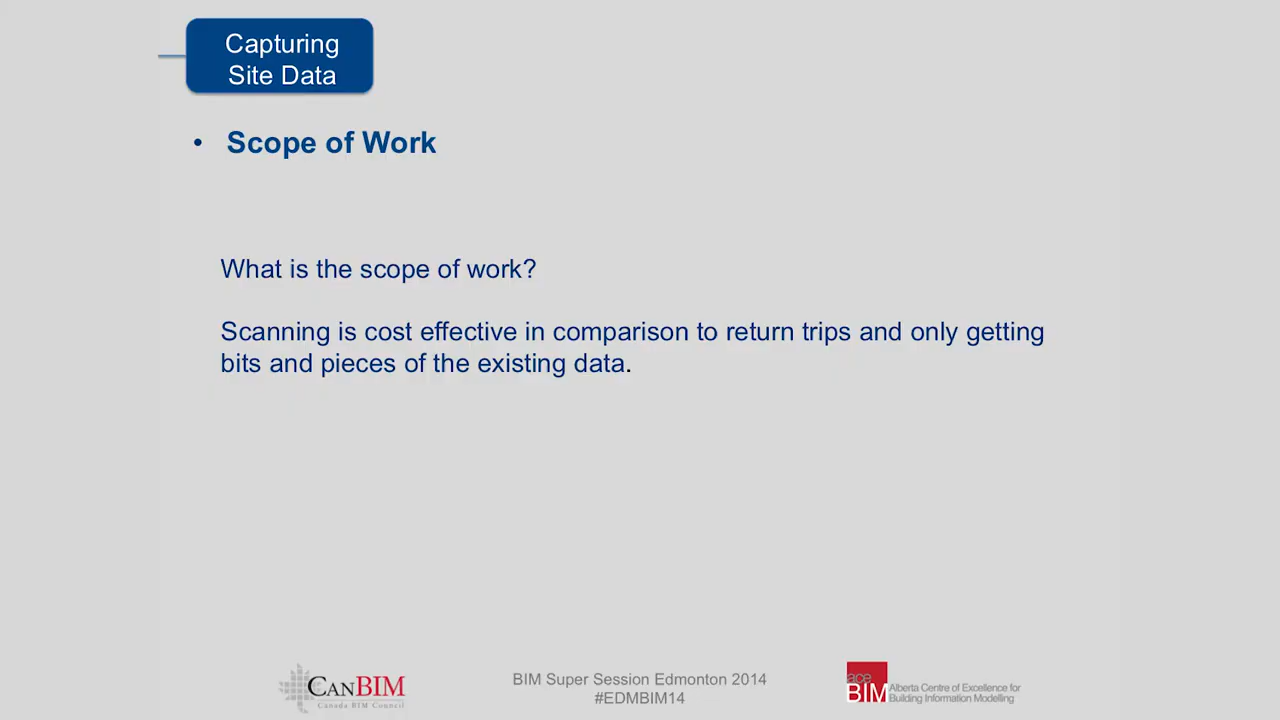 Capturing
Site Data
• Scope of Work
What is the scope of work?
Scanning is cost effective in comparison to return trips and only getting
bits and pieces of the existing data.
CANBIM
Canada BIM Council
BIM Super Session Edmonton 2014
#EDMBIM14
ace
BIM
Alberta Centre of Excellence for
Building Information Modelling